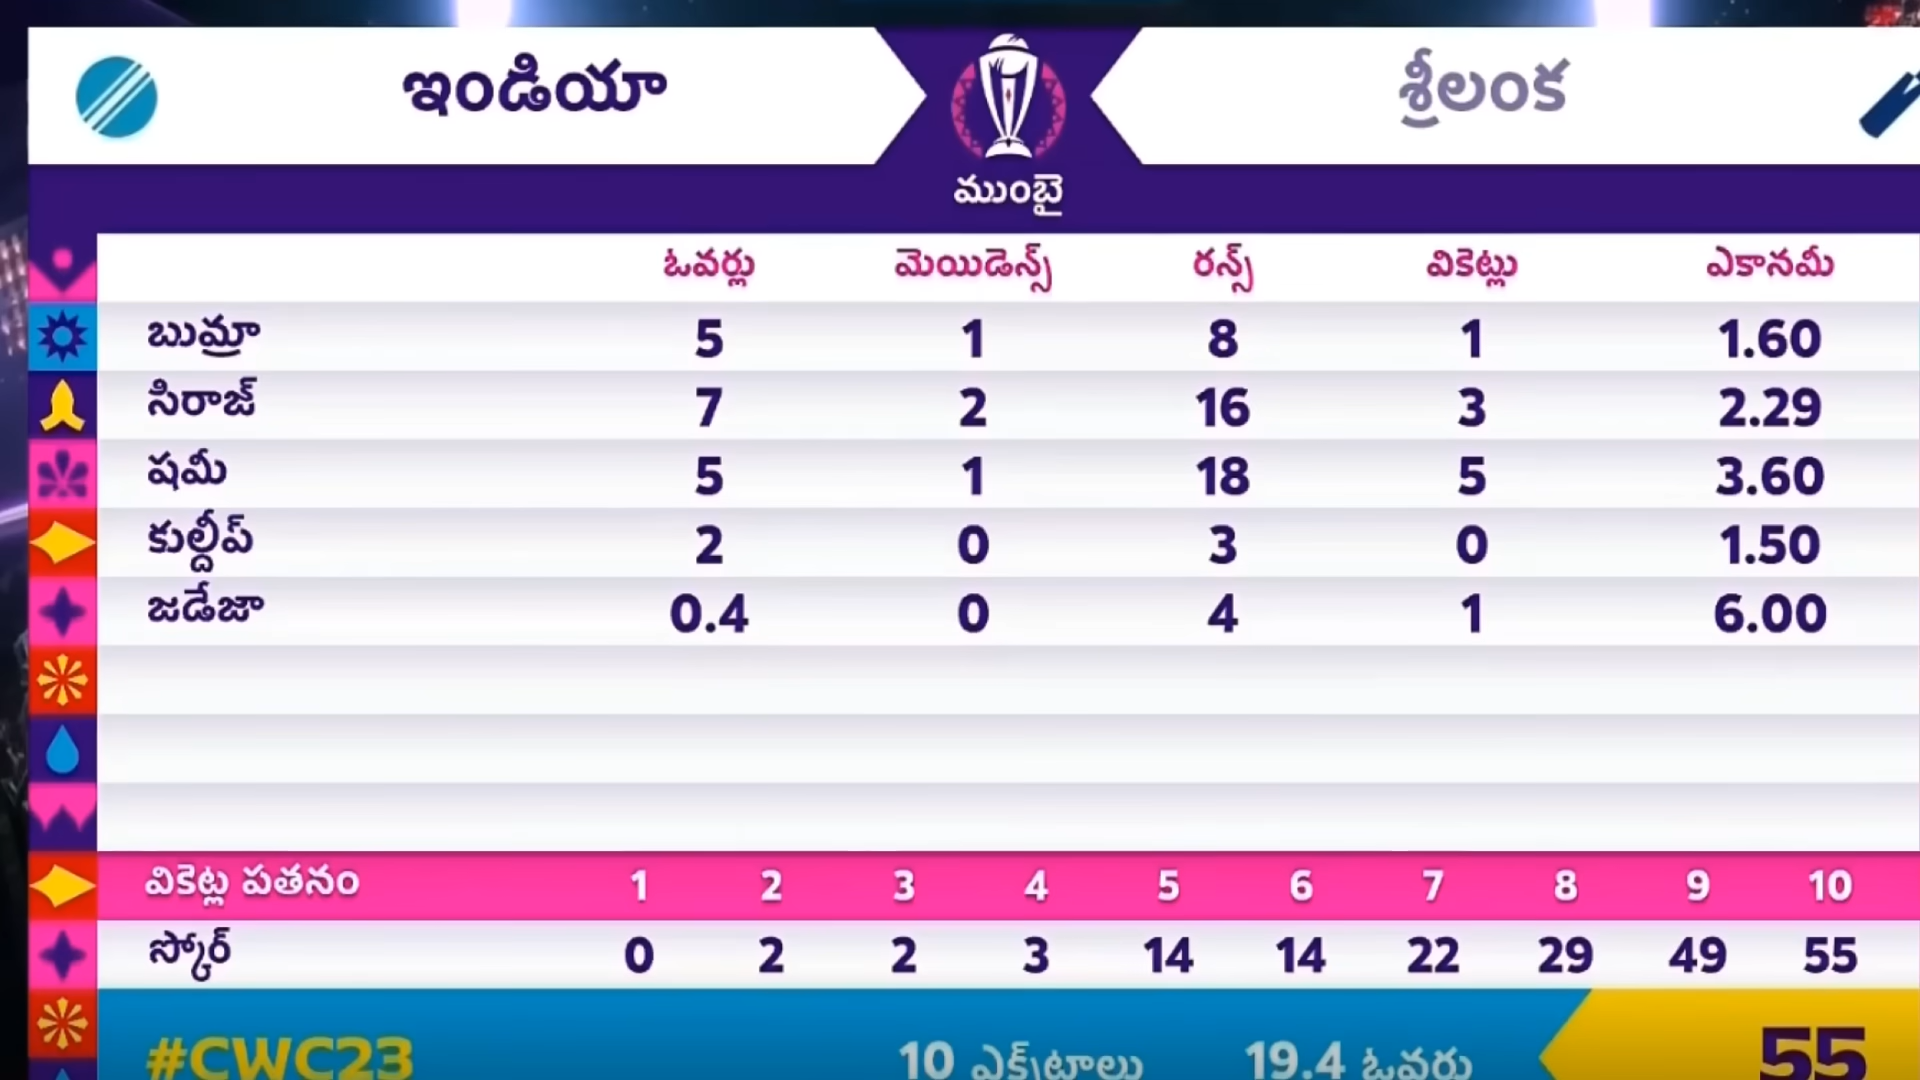 ఇండియా శ్రీలంక
ముంబై
ఓవర్లు మెయిడెన్స్ రన్స్ వికెట్లు ఎకానమీ
బుమ్రా 5 1 8 1 1.60
సిరాజ్ 7 2 16 3 2.29
షమీ 5 1 18 5 3.60
కుల్దీప్ 2 0 3 0 1.50
జడేజా 0.4 0 4 1 6.00
వికెట్ల పతనం 1 2 3 4 5 6 7 8 9 10
స్కోర్ 0 2 2 3 14 14 22 29 49 55
#CWC23 10 ఎక్స్‌ట్రాలు 19.4 ఓవర్లు 55